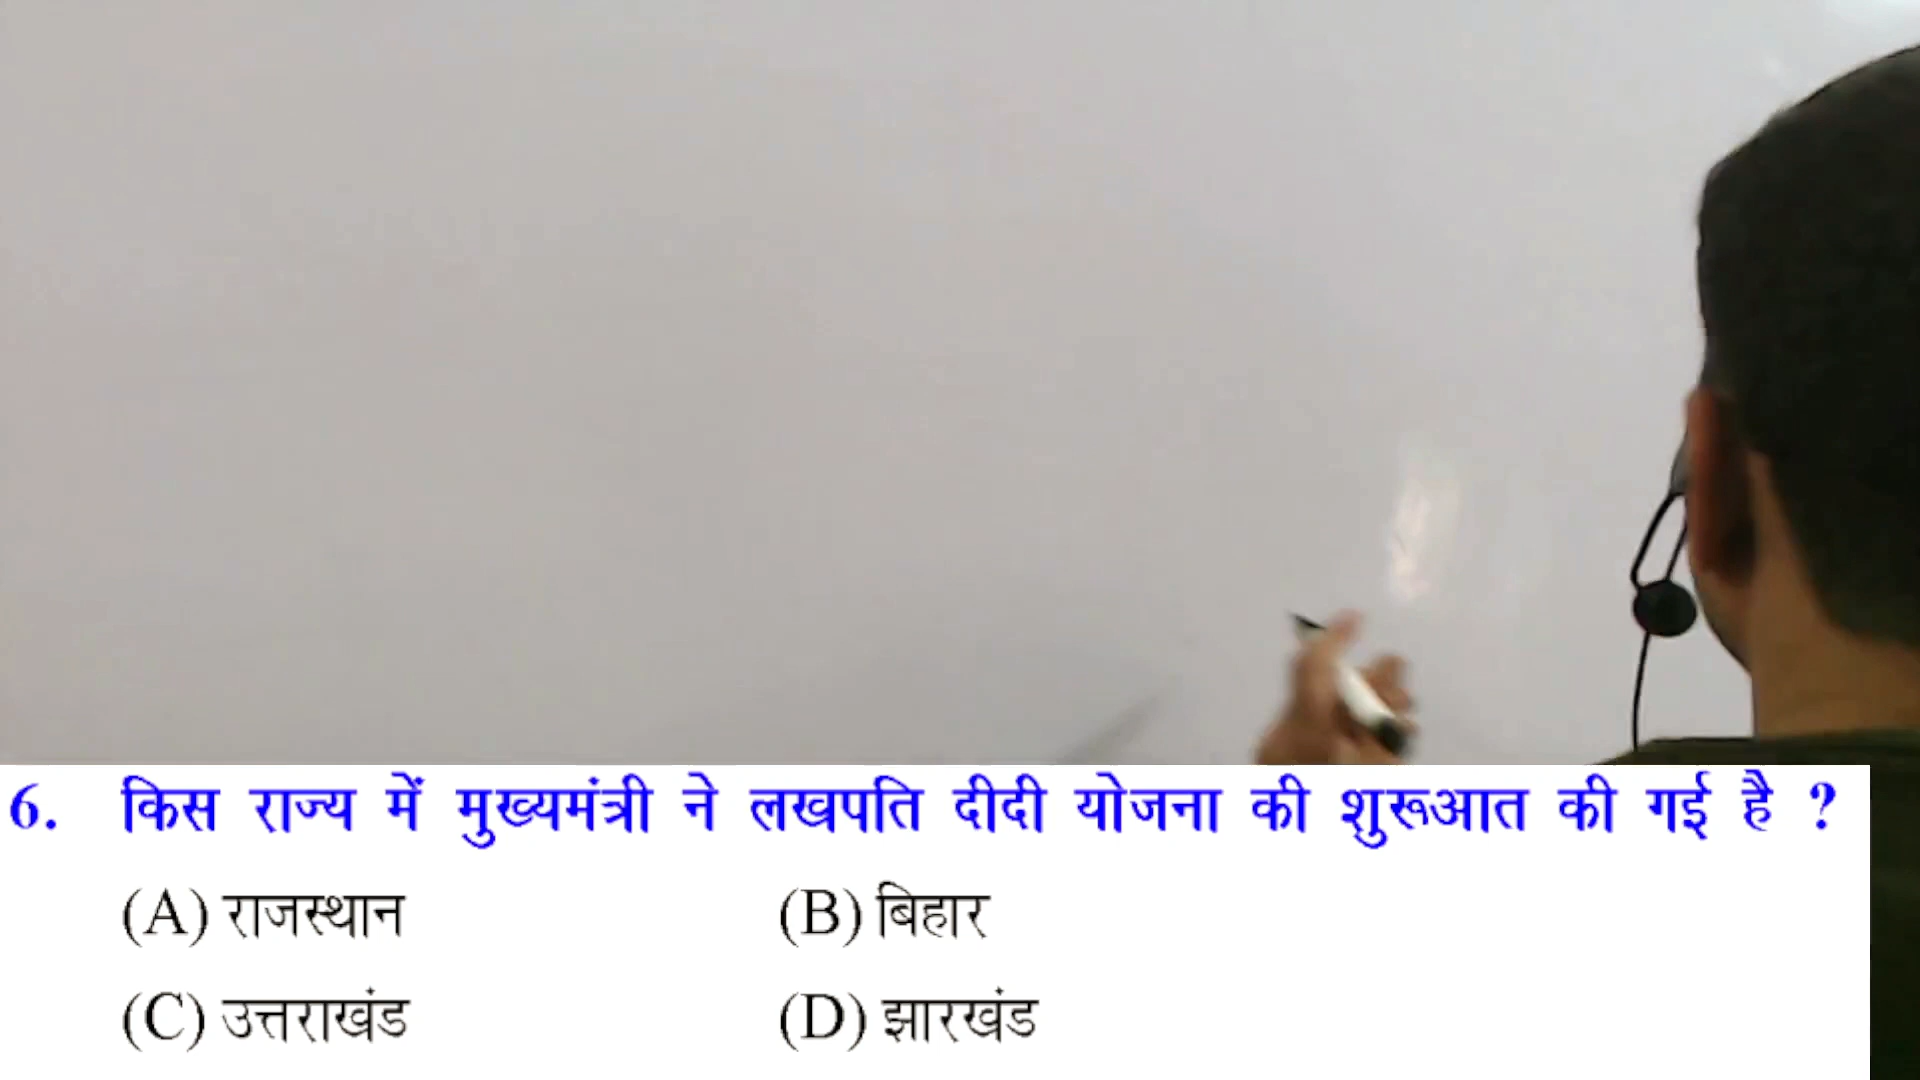 6. किस राज्य में मुख्यमंत्री ने लखपति दीदी योजना की शुरूआत की गई है ?
(A) राजस्थान (B) बिहार
(C) उत्तराखंड (D) झारखंड